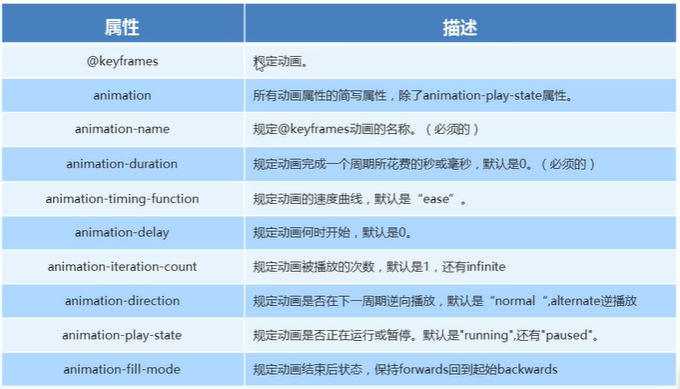 属性 描述
@keyframes 规定动画。
animation 所有动画属性的简写属性，除了animation-play-state属性。
animation-name 规定@keyframes动画的名称。（必须的）
animation-duration 规定动画完成一个周期所花费的秒或毫秒，默认是0。（必须的）
animation-timing-function 规定动画的速度曲线，默认是“ease”。
animation-delay 规定动画何时开始，默认是0。
animation-iteration-count 规定动画被播放的次数，默认是1，还有infinite
animation-direction 规定动画是否在下一周期逆向播放，默认是“normal“,alternate逆播放
animation-play-state 规定动画是否正在运行或暂停。默认是"running",还有"paused"。
animation-fill-mode 规定动画结束后状态，保持forwards回到起始backwards